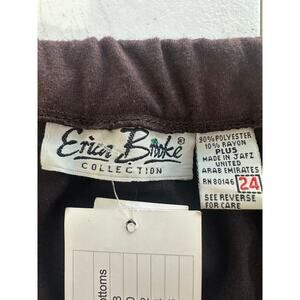 Erica Brooke
®
COLLECTION
90% POLYESTER
10% RAYON
PLUS
MADE IN JAFZ
UNITED
ARAB EMIRATES
RN 80146
24
SEE REVERSE
FOR CARE
ottoms